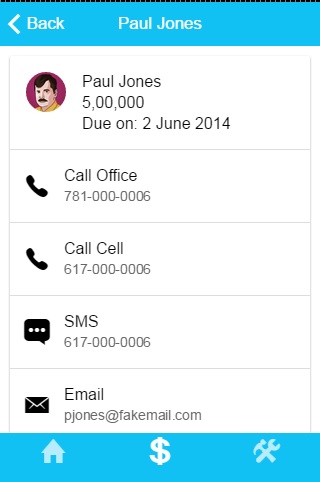 Back
Paul Jones
Paul Jones
5,00,000
Due on: 2 June 2014
Call Office
781-000-0006
Call Cell
617-000-0006
SMS
617-000-0006
Email
pjones@fakemail.com
$